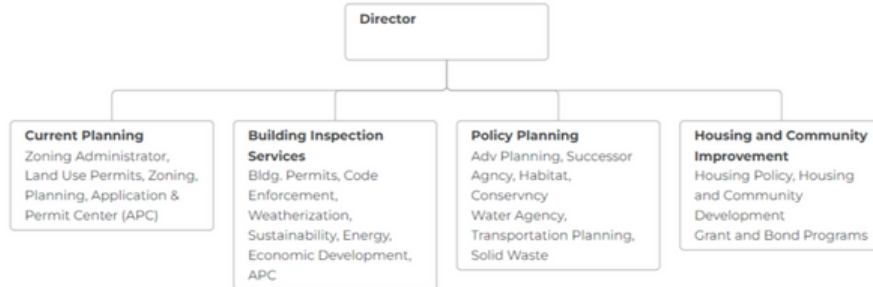 Director
Current Planning
Zoning Administrator,
Land Use Permits, Zoning,
Planning, Application &
Permit Center (APC)
Building Inspection
Services
Bldg. Permits, Code
Enforcement,
Weatherization,
Sustainability, Energy,
Economic Development,
APC
Policy Planning
Adv Planning, Successor
Agncy, Habitat,
Conservncy
Water Agency,
Transportation Planning,
Solid Waste
Housing and Community
Improvement
Housing Policy, Housing
and Community
Development
Grant and Bond Programs